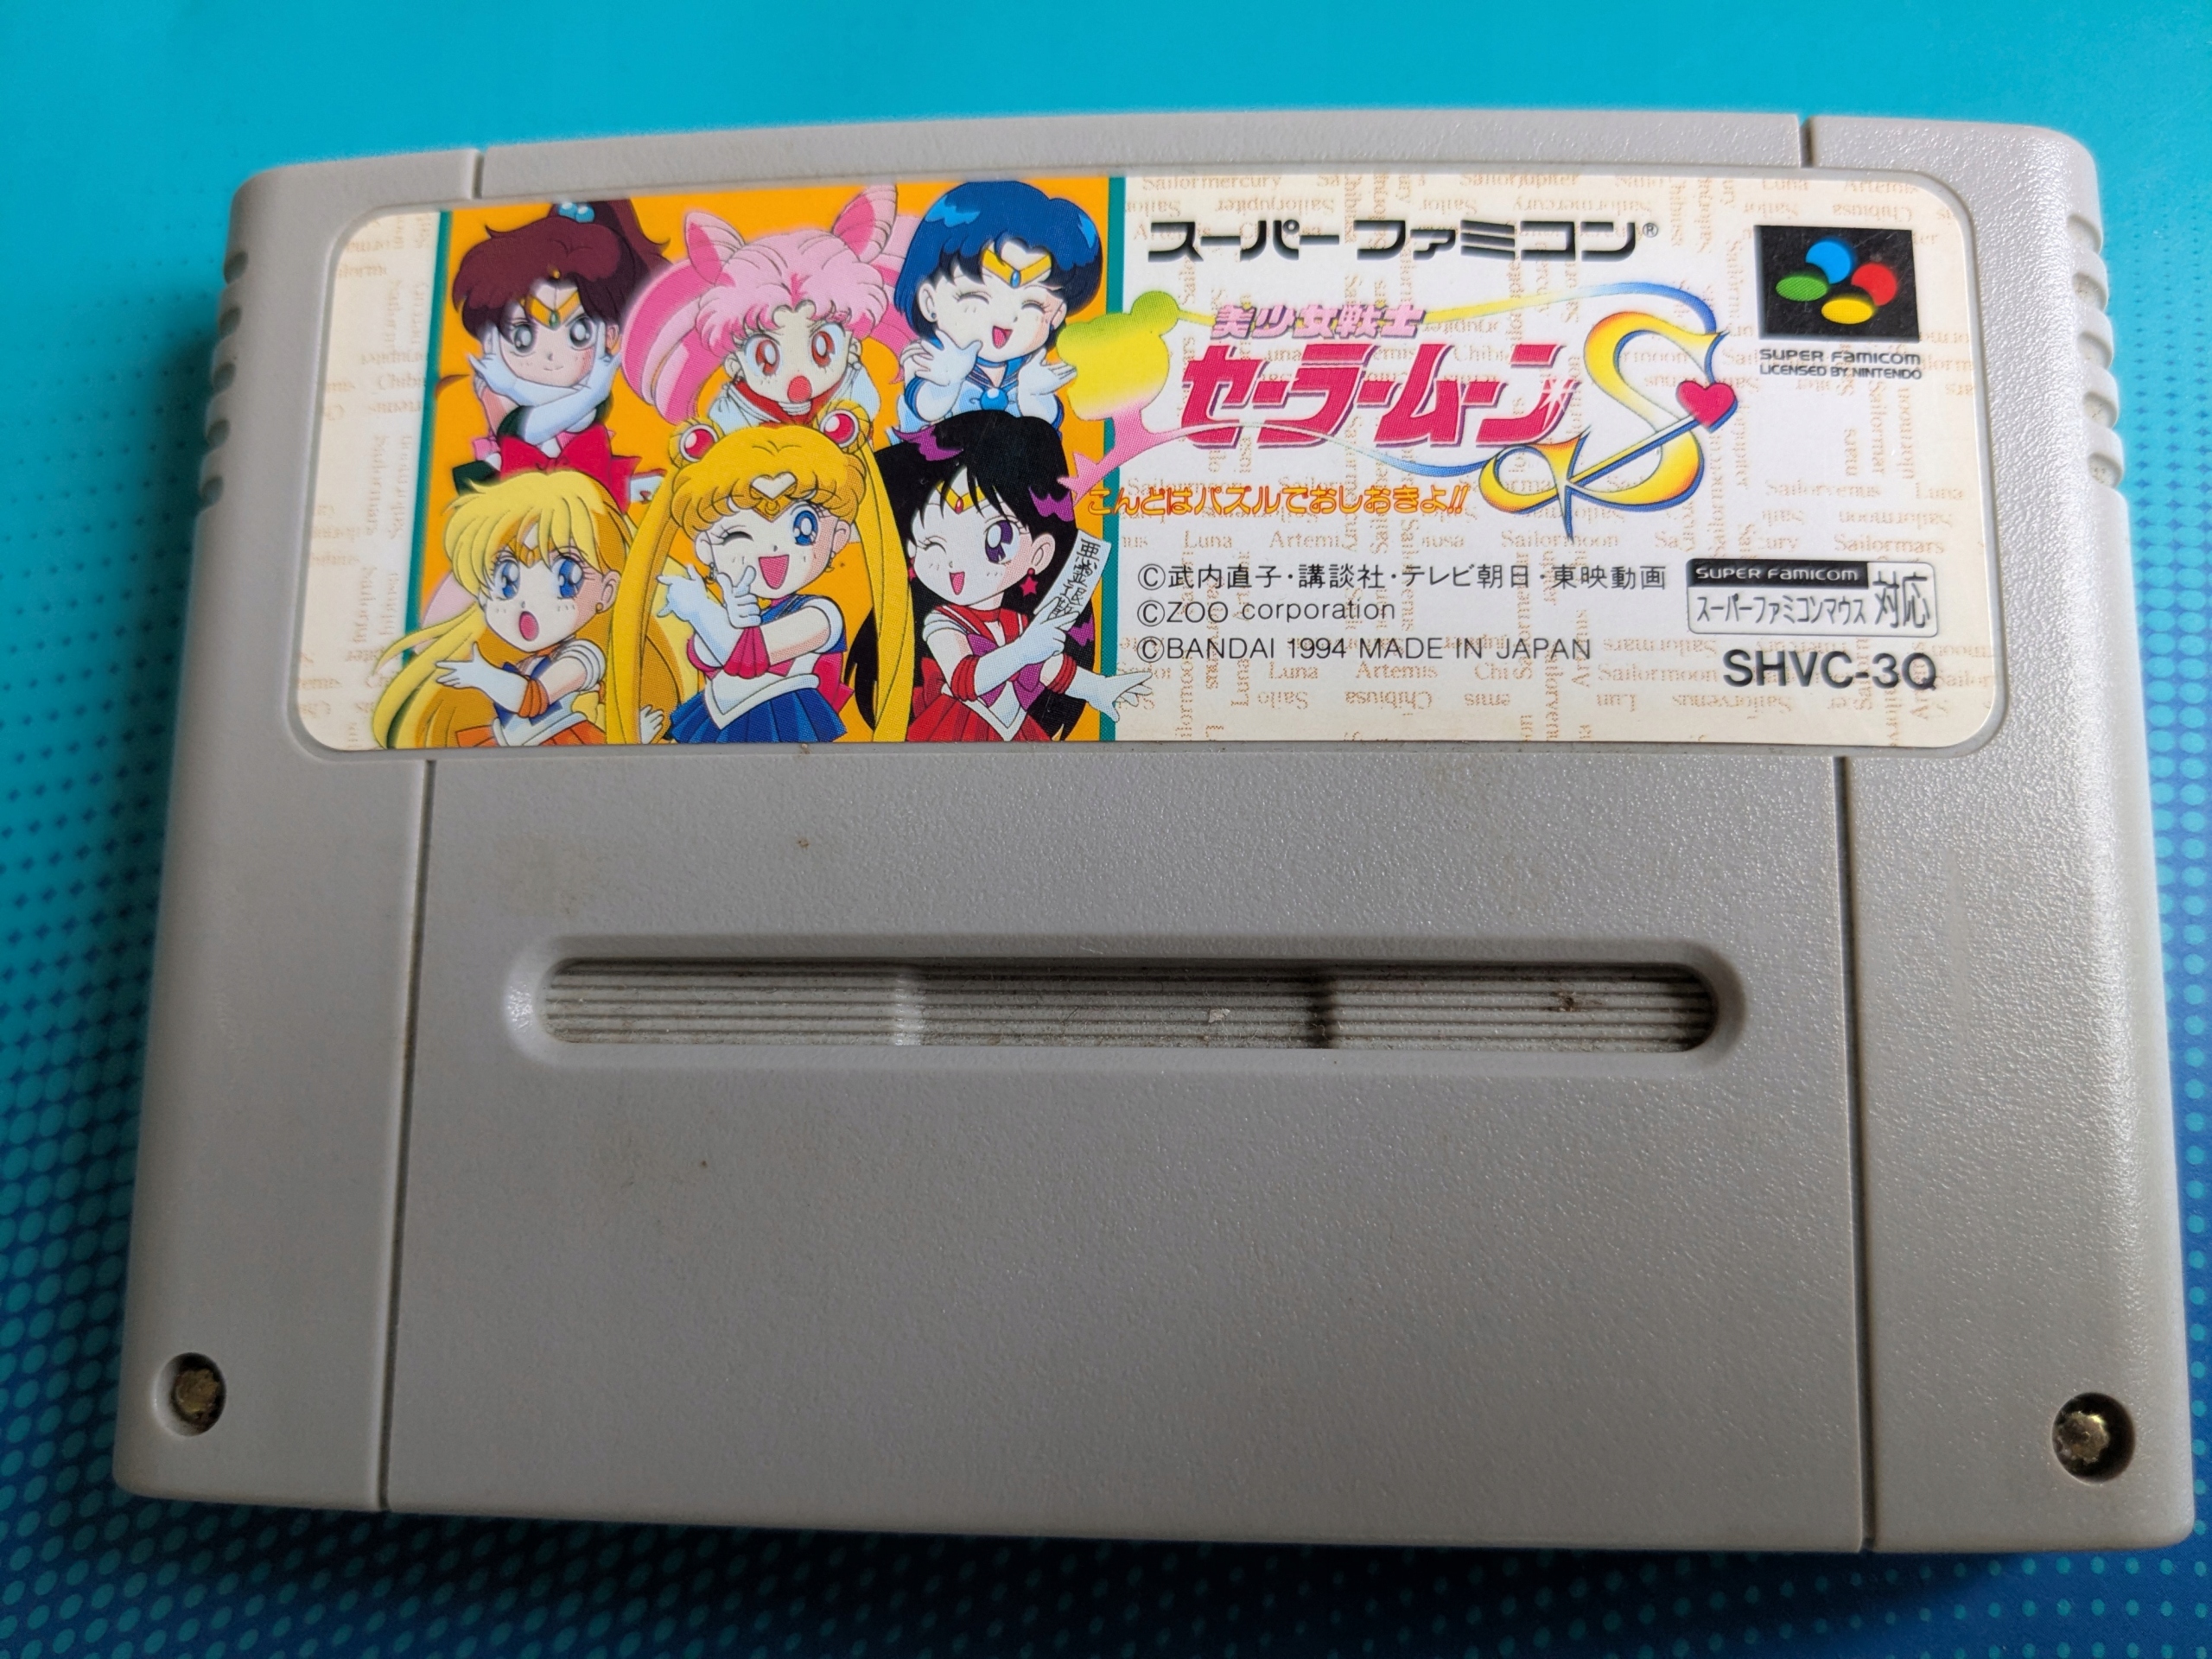 スーパーファミコン®
美少女戦士
セーラームーンS
こんどはパズルでおしおきよ!!
SUPER FAMICOM
LICENSED BY NINTENDO
©武内直子・講談社・テレビ朝日・東映動画
©ZOO corporation
©BANDAI 1994 MADE IN JAPAN
SUPER FAMICOM
スーパーファミコンマウス 対応
SHVC-3Q